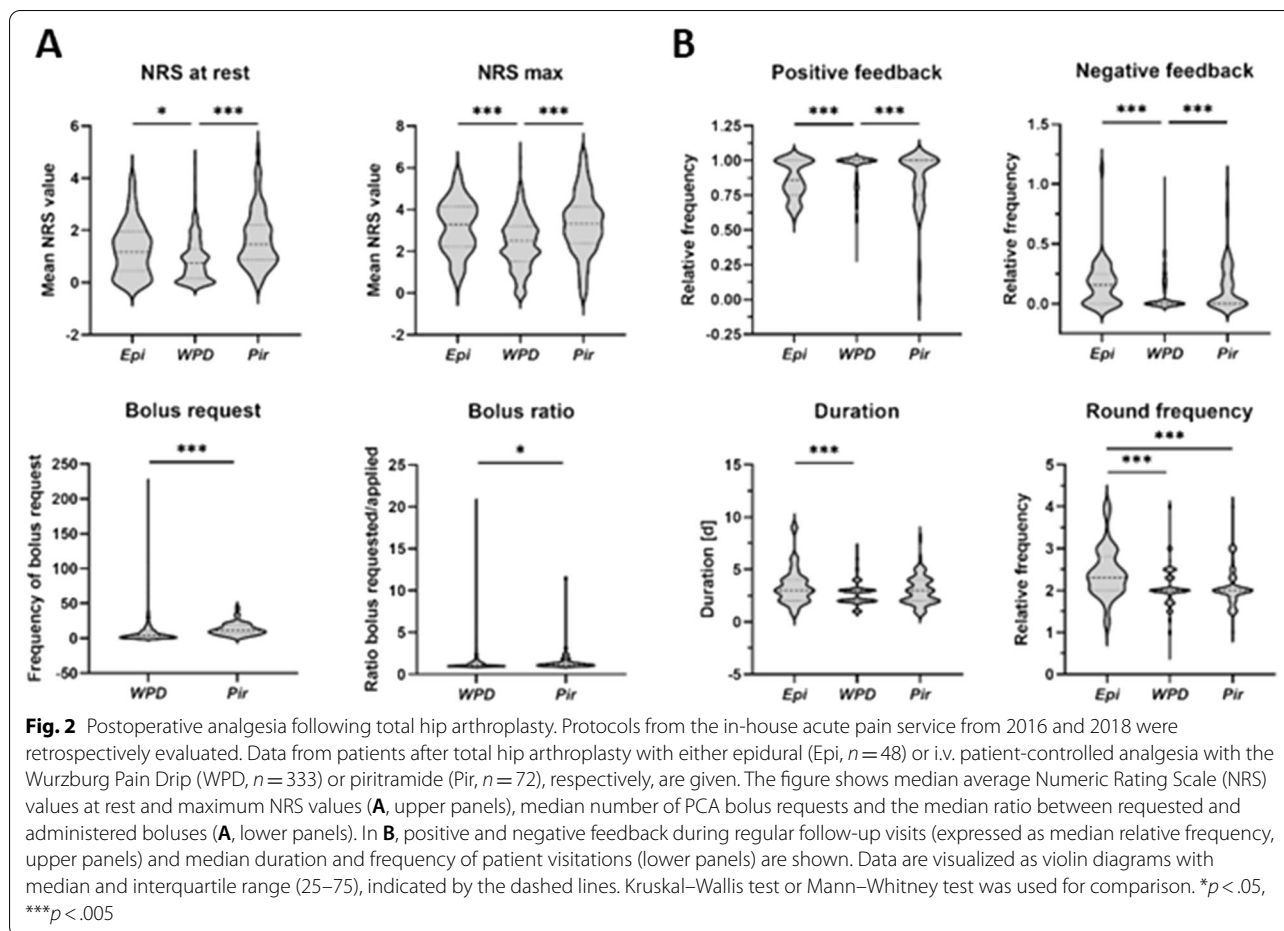 A
B
NRS at rest
NRS max
Positive feedback
Negative feedback
*
***
***
***
***
***
***
***
Mean NRS value
6
4
2
0
-2
Epi
WPD
Pir
Mean NRS value
8
6
4
2
0
-2
Epi
WPD
Pir
Relative frequency
1.25
1.00
0.75
0.50
0.25
0.00
-0.25
Epi
WPD
Pir
Relative frequency
1.5
1.0
0.5
0.0
Epi
WPD
Pir
Bolus request
Bolus ratio
Duration
Round frequency
***
*
***
***
***
Frequency of bolus request
250
200
150
100
50
0
-50
WPD
Pir
Ratio bolus requested/applied
25
20
15
10
5
0
WPD
Pir
Duration [d]
15
10
5
0
-5
Epi
WPD
Pir
Relative frequency
5
4
3
2
1
0
Epi
WPD
Pir
Fig. 2 Postoperative analgesia following total hip arthroplasty. Protocols from the in-house acute pain service from 2016 and 2018 were
retrospectively evaluated. Data from patients after total hip arthroplasty with either epidural (Epi, n = 48) or i.v. patient-controlled analgesia with the
Wurzburg Pain Drip (WPD, n = 333) or piritramide (Pir, n = 72), respectively, are given. The figure shows median average Numeric Rating Scale (NRS)
values at rest and maximum NRS values (A, upper panels), median number of PCA bolus requests and the median ratio between requested and
administered boluses (A, lower panels). In B, positive and negative feedback during regular follow-up visits (expressed as median relative frequency,
upper panels) and median duration and frequency of patient visitations (lower panels) are shown. Data are visualized as violin diagrams with
median and interquartile range (25–75), indicated by the dashed lines. Kruskal–Wallis test or Mann–Whitney test was used for comparison. *p < .05,
***p < .005